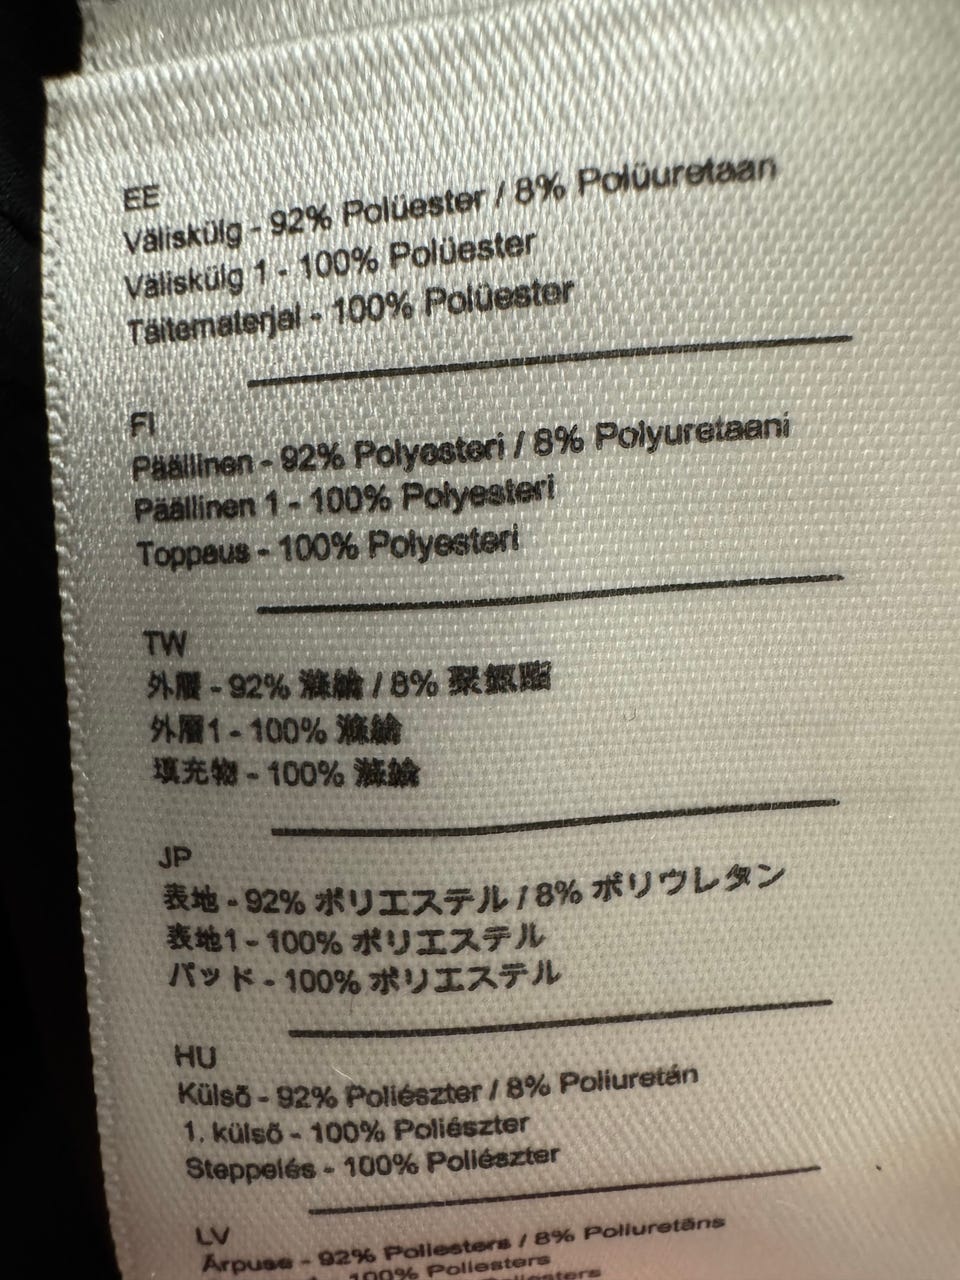 EE
Väliskülg - 92% Polüester / 8% Polüuretaan
Väliskülg 1 - 100% Polüester
Täitematerjal - 100% Polüester
FI
Päällinen - 92% Polyesteri / 8% Polyuretaani
Päällinen 1 - 100% Polyesteri
Toppaus - 100% Polyesteri
TW
外層 - 92% 滌綸 / 8% 聚氨酯
外層1 - 100% 滌綸
填充物 - 100% 滌綸
JP
表地 - 92% ポリエステル / 8% ポリウレタン
表地1 - 100% ポリエステル
パッド - 100% ポリエステル
HU
Külső - 92% Poliészter / 8% Poliuretán
1. külső - 100% Poliészter
Steppelés - 100% Poliészter
LV
Ārpuse - 92% Poliesters / 8% Poliuretāns
100% Poliesters